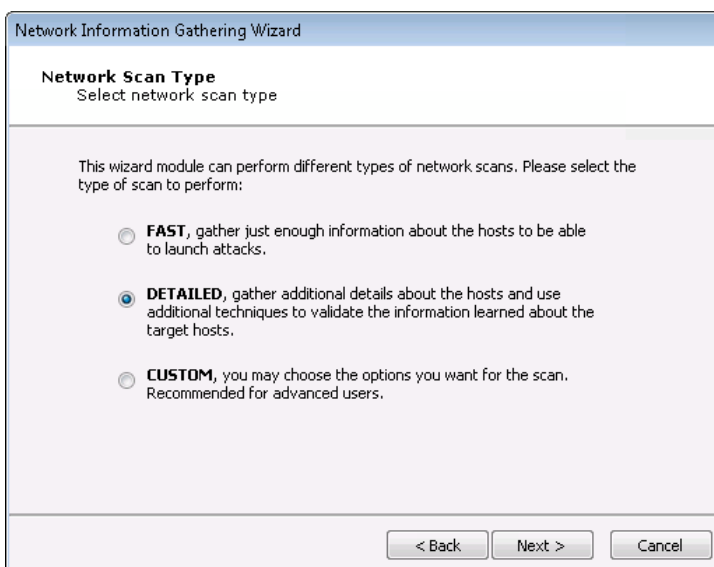 Network Information Gathering Wizard
Network Scan Type
Select network scan type
This wizard module can perform different types of network scans. Please select the
type of scan to perform:
FAST, gather just enough information about the hosts to be able
to launch attacks.
DETAILED, gather additional details about the hosts and use
additional techniques to validate the information learned about the
target hosts.
CUSTOM, you may choose the options you want for the scan.
Recommended for advanced users.
< Back
Next >
Cancel